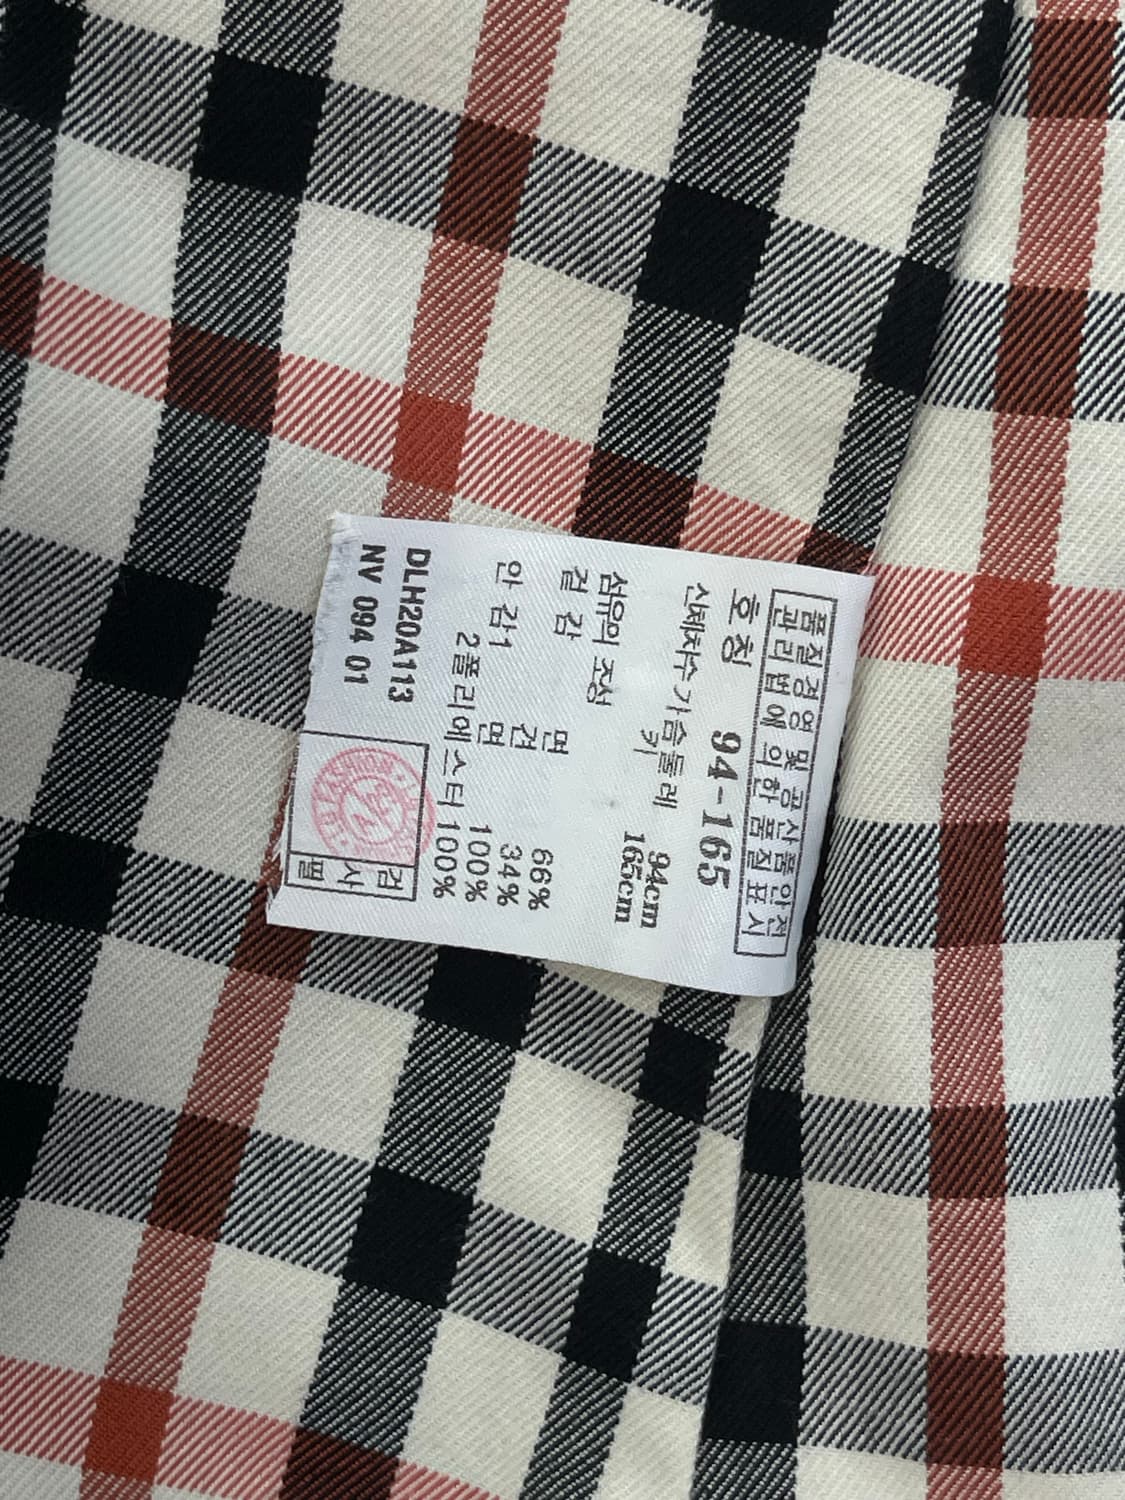 품질경영 및 공산품안전
관리법에 의한 품질표시
호칭 94-165
신체치수 가슴둘레 94cm
키 165cm
섬유의 조성
겉감 면 66%
견 34%
안감1 면 100%
2폴리에스터 100%
DLH20A113
NV 094 01
검
사
필
FASHION